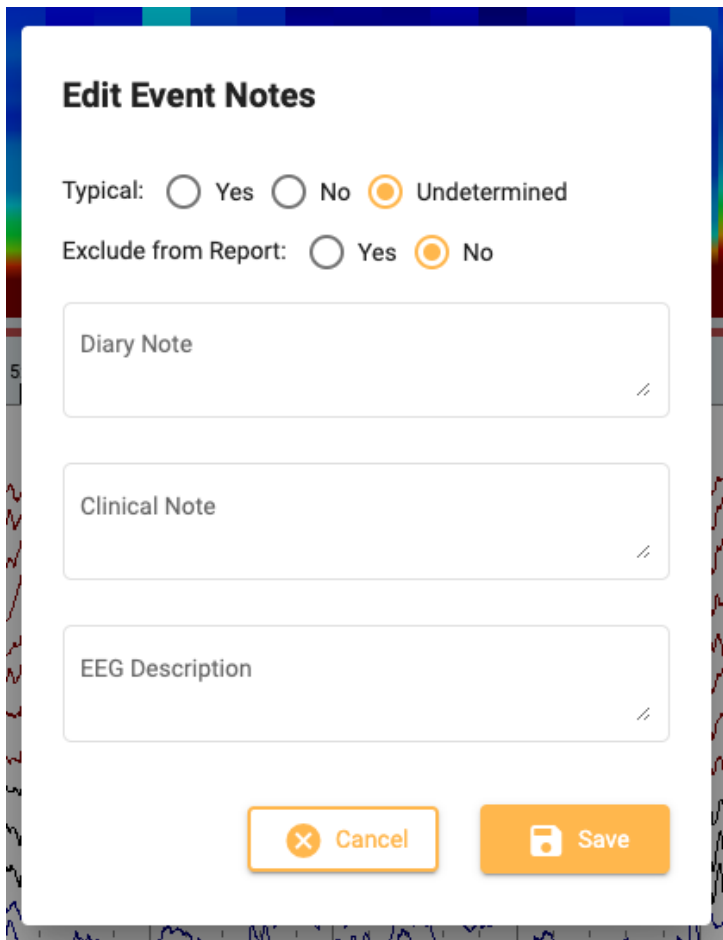 Edit Event Notes
Typical: Yes No Undetermined
Exclude from Report: Yes No
Diary Note
5
Clinical Note
EEG Description
Cancel Save